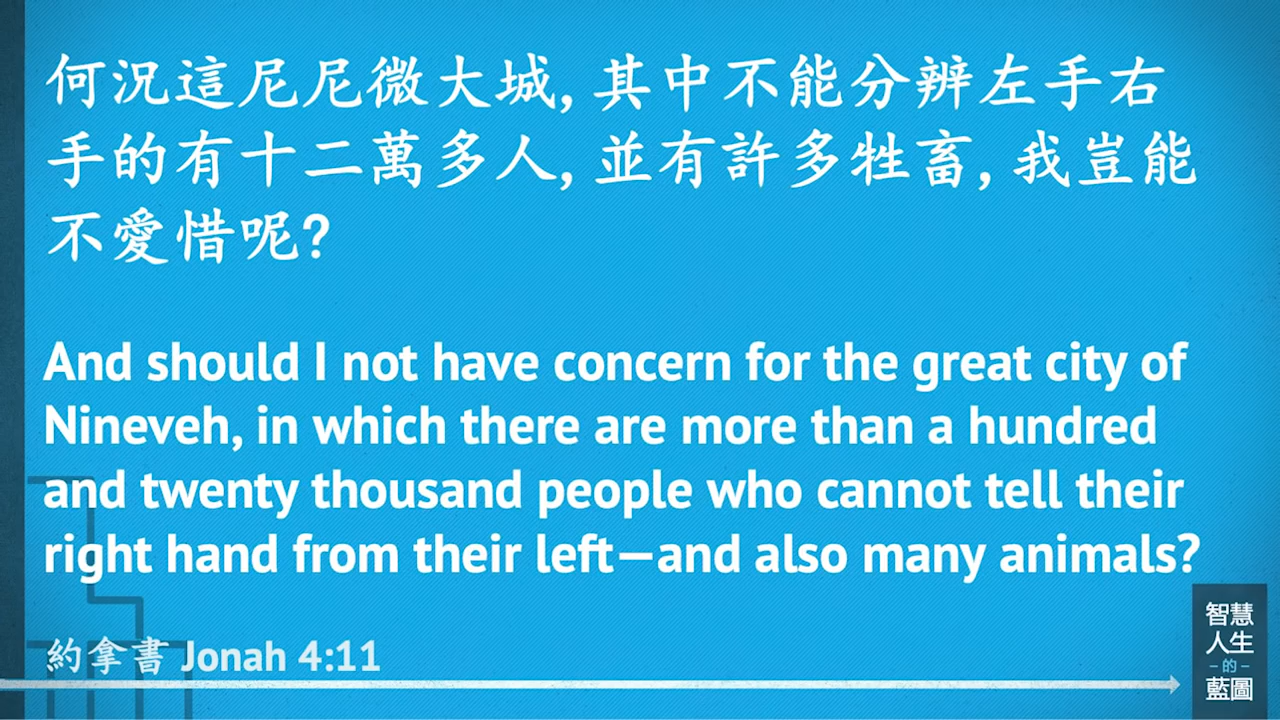 何況這尼尼微大城, 其中不能分辨左手右
手的有十二萬多人, 並有許多牲畜, 我豈能
不愛惜呢?
And should I not have concern for the great city of
Nineveh, in which there are more than a hundred
and twenty thousand people who cannot tell their
right hand from their left—and also many animals?
約拿書 Jonah 4:11
智慧
人生
-的-
藍圖